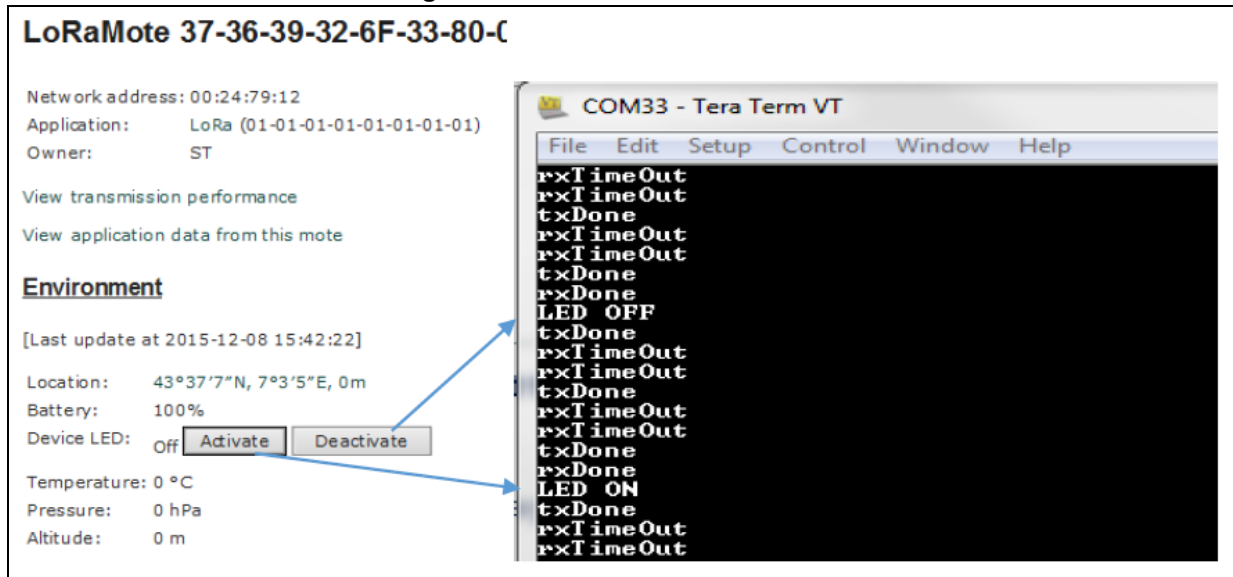 LoRaMote 37-36-39-32-6F-33-80-0
Network address: 00:24:79:12
Application: LoRa (01-01-01-01-01-01-01-01)
Owner: ST
View transmission performance
View application data from this mote
Environment
[Last update at 2015-12-08 15:42:22]
Location: 43°37'7"N, 7°3'5"E, 0m
Battery: 100%
Device LED: Off Activate Deactivate
Temperature: 0 °C
Pressure: 0 hPa
Altitude: 0 m
COM33 - Tera Term VT
File Edit Setup Control Window Help
rxTimeOut
rxTimeOut
txDone
rxTimeOut
rxTimeOut
txDone
rxDone
LED OFF
txDone
rxTimeOut
rxTimeOut
txDone
rxTimeOut
rxTimeOut
txDone
rxDone
LED ON
txDone
rxTimeOut
rxTimeOut